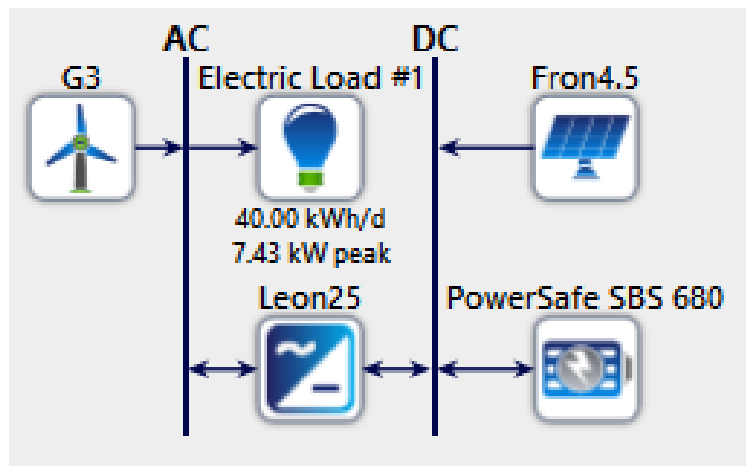 AC
DC
G3
Electric Load #1
Fron4.5
40.00 kWh/d
7.43 kW peak
Leon25
PowerSafe SBS 680